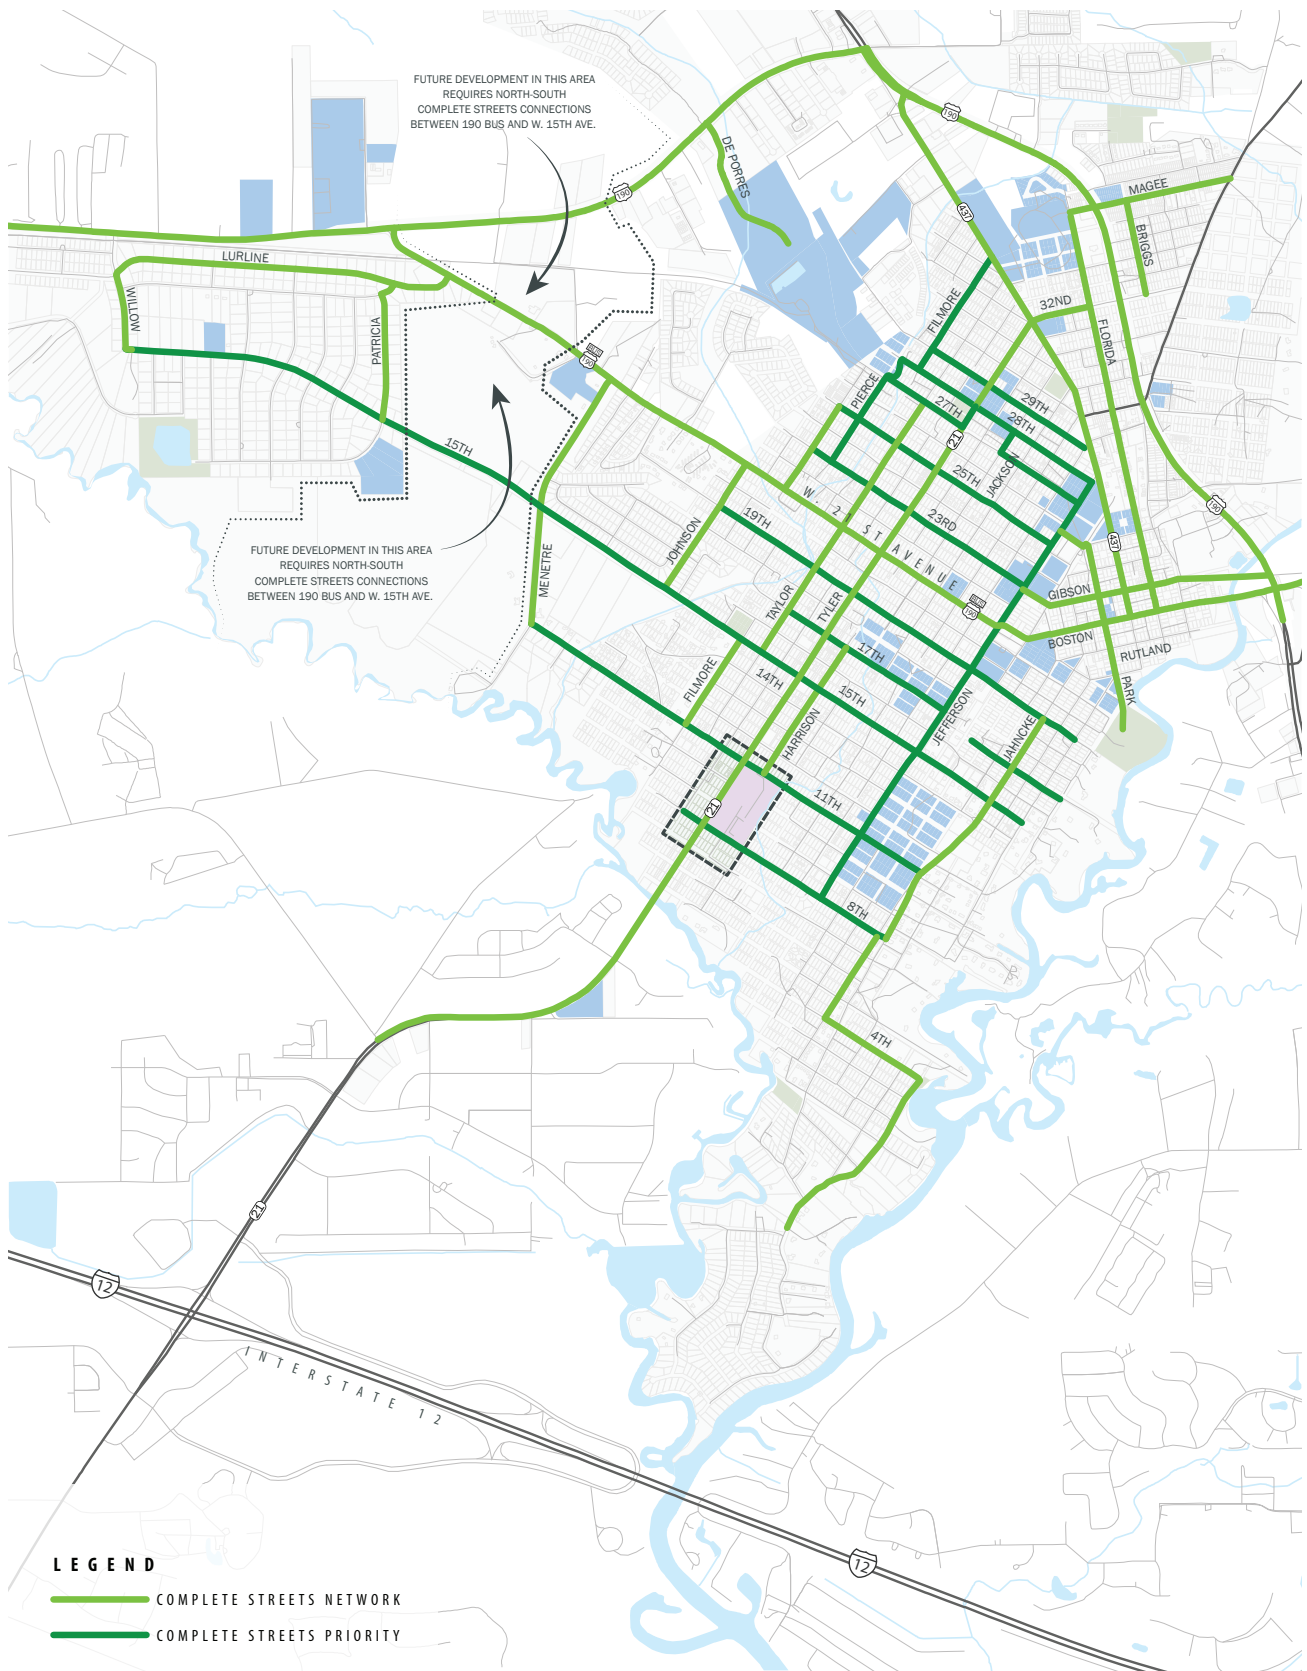 FUTURE DEVELOPMENT IN THIS AREA
REQUIRES NORTH-SOUTH
COMPLETE STREETS CONNECTIONS
BETWEEN 190 BUS AND W. 15TH AVE.
190
DE PORRES
190
MAGEE
437
BRIGGS
LURLINE
WILLOW
PATRICIA
FILMORE
32ND
FLORIDA
190
PIERCE
27TH
29TH
28TH
21
15TH
25TH
JACKSON
W. 21ST AVENUE
19TH
23RD
190
JOHNSON
437
FUTURE DEVELOPMENT IN THIS AREA
REQUIRES NORTH-SOUTH
COMPLETE STREETS CONNECTIONS
BETWEEN 190 BUS AND W. 15TH AVE.
MENETRE
TAYLOR
TYLER
190
GIBSON
BOSTON
RUTLAND
17TH
FILMORE
14TH
15TH
PARK
HARRISON
JEFFERSON
JAHNCKE
21
11TH
8TH
4TH
21
12
INTERSTATE 12
12
LEGEND
COMPLETE STREETS NETWORK
COMPLETE STREETS PRIORITY